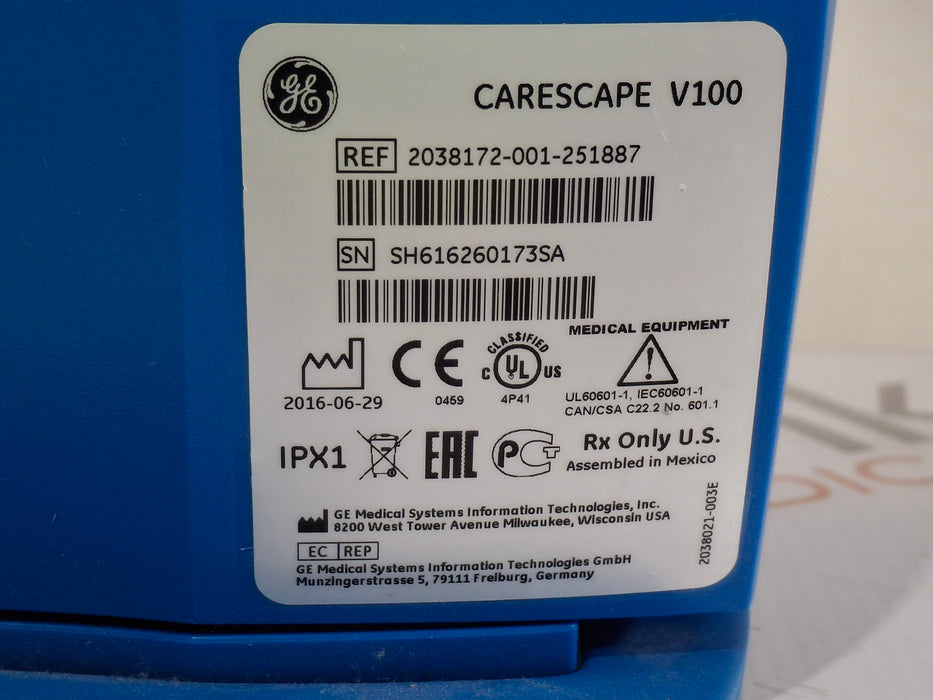 GE
CARESCAPE V100
REF 2038172-001-251887
SN SH616260173SA
MEDICAL EQUIPMENT
CLASSIFIED
C UL US
CE
2016-06-29
0459
4P41
UL60601-1, IEC60601-1
CAN/CSA C22.2 No. 601.1
IPX1
EAC
PC
Rx Only U.S.
Assembled in Mexico
GE Medical Systems Information Technologies, Inc.
8200 West Tower Avenue Milwaukee, Wisconsin USA
EC REP
GE Medical Systems Information Technologies GmbH
Munzingerstrasse 5, 79111 Freiburg, Germany
2038021-003E